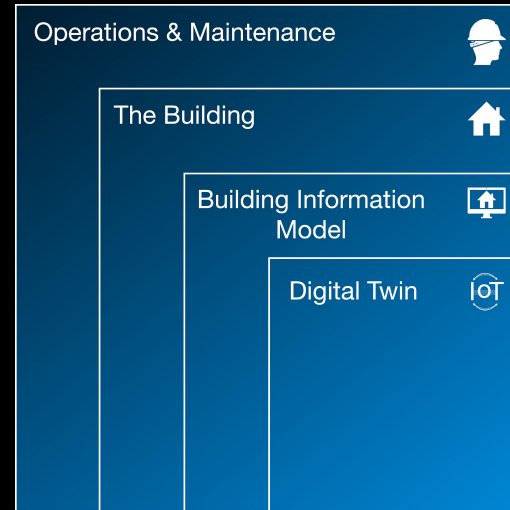 Operations & Maintenance
The Building
Building Information
Model
Digital Twin
IoT